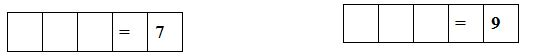 = 7
= 9